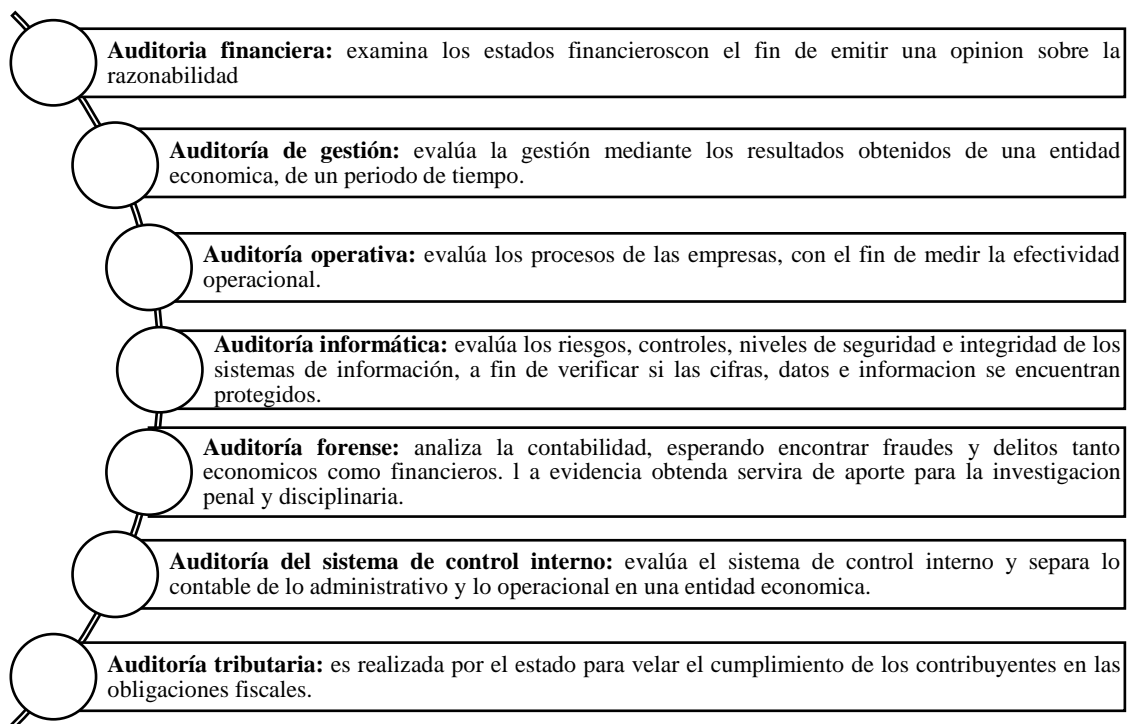 Auditoria financiera: examina los estados financieroscon el fin de emitir una opinion sobre la
razonabilidad
Auditoría de gestión: evalúa la gestión mediante los resultados obtenidos de una entidad
economica, de un periodo de tiempo.
Auditoría operativa: evalúa los procesos de las empresas, con el fin de medir la efectividad
operacional.
Auditoría informática: evalúa los riesgos, controles, niveles de seguridad e integridad de los
sistemas de información, a fin de verificar si las cifras, datos e informacion se encuentran
protegidos.
Auditoría forense: analiza la contabilidad, esperando encontrar fraudes y delitos tanto
economicos como financieros. l a evidencia obtenda servira de aporte para la investigacion
penal y disciplinaria.
Auditoría del sistema de control interno: evalúa el sistema de control interno y separa lo
contable de lo administrativo y lo operacional en una entidad economica.
Auditoría tributaria: es realizada por el estado para velar el cumplimiento de los contribuyentes en las
obligaciones fiscales.